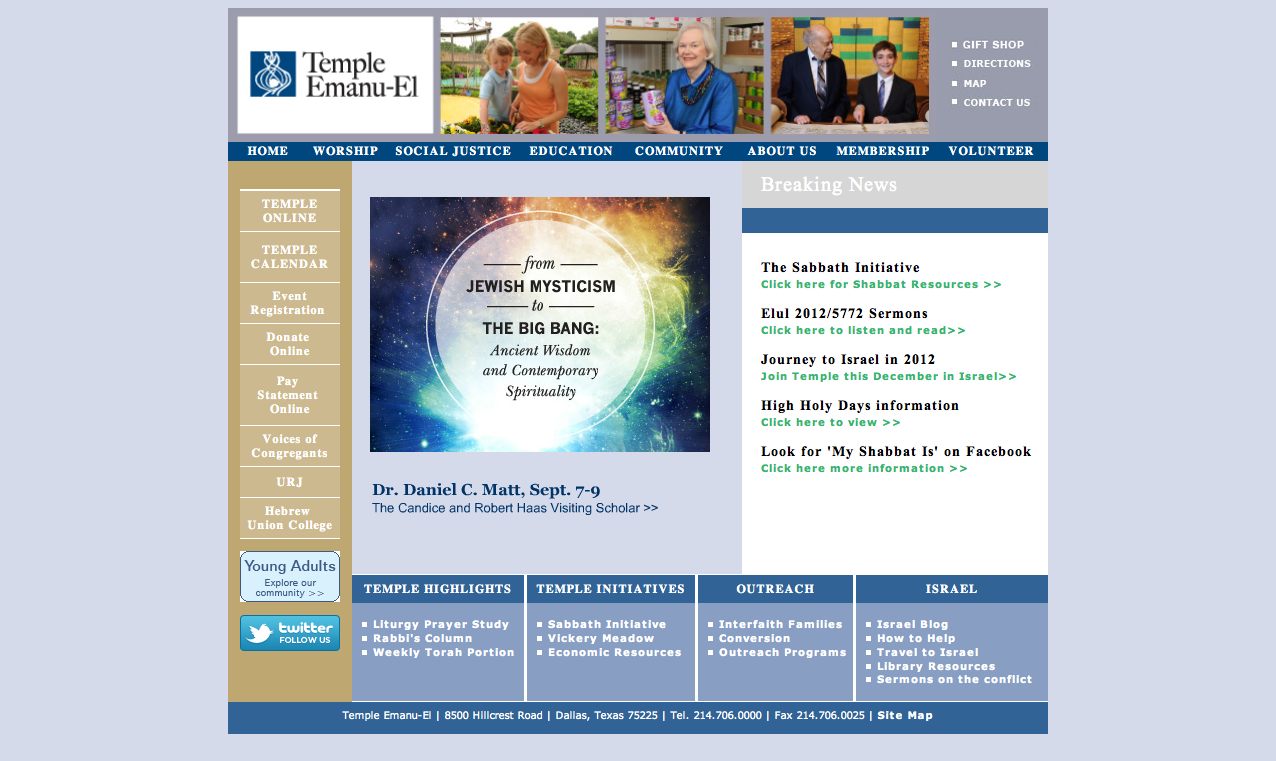 Temple
Emanu-El
GIFT SHOP
DIRECTIONS
MAP
CONTACT US
HOME WORSHIP SOCIAL JUSTICE EDUCATION COMMUNITY ABOUT US MEMBERSHIP VOLUNTEER
TEMPLE
ONLINE
TEMPLE
CALENDAR
Event
Registration
Donate
Online
Pay
Statement
Online
Voices of
Congregants
URJ
Hebrew
Union College
Young Adults
Explore our
community >>
twitter
FOLLOW US
from
JEWISH MYSTICISM
to
THE BIG BANG:
Ancient Wisdom
and Contemporary
Spirituality
Dr. Daniel C. Matt, Sept. 7-9
The Candice and Robert Haas Visiting Scholar >>
Breaking News
The Sabbath Initiative
Click here for Shabbat Resources >>
Elul 2012/5772 Sermons
Click here to listen and read>>
Journey to Israel in 2012
Join Temple this December in Israel>>
High Holy Days information
Click here to view >>
Look for 'My Shabbat Is' on Facebook
Click here more information >>
TEMPLE HIGHLIGHTS
Liturgy Prayer Study
Rabbi's Column
Weekly Torah Portion
TEMPLE INITIATIVES
Sabbath Initiative
Vickery Meadow
Economic Resources
OUTREACH
Interfaith Families
Conversion
Outreach Programs
ISRAEL
Israel Blog
How to Help
Travel to Israel
Library Resources
Sermons on the conflict
Temple Emanu-El | 8500 Hillcrest Road | Dallas, Texas 75225 | Tel. 214.706.0000 | Fax 214.706.0025 | Site Map